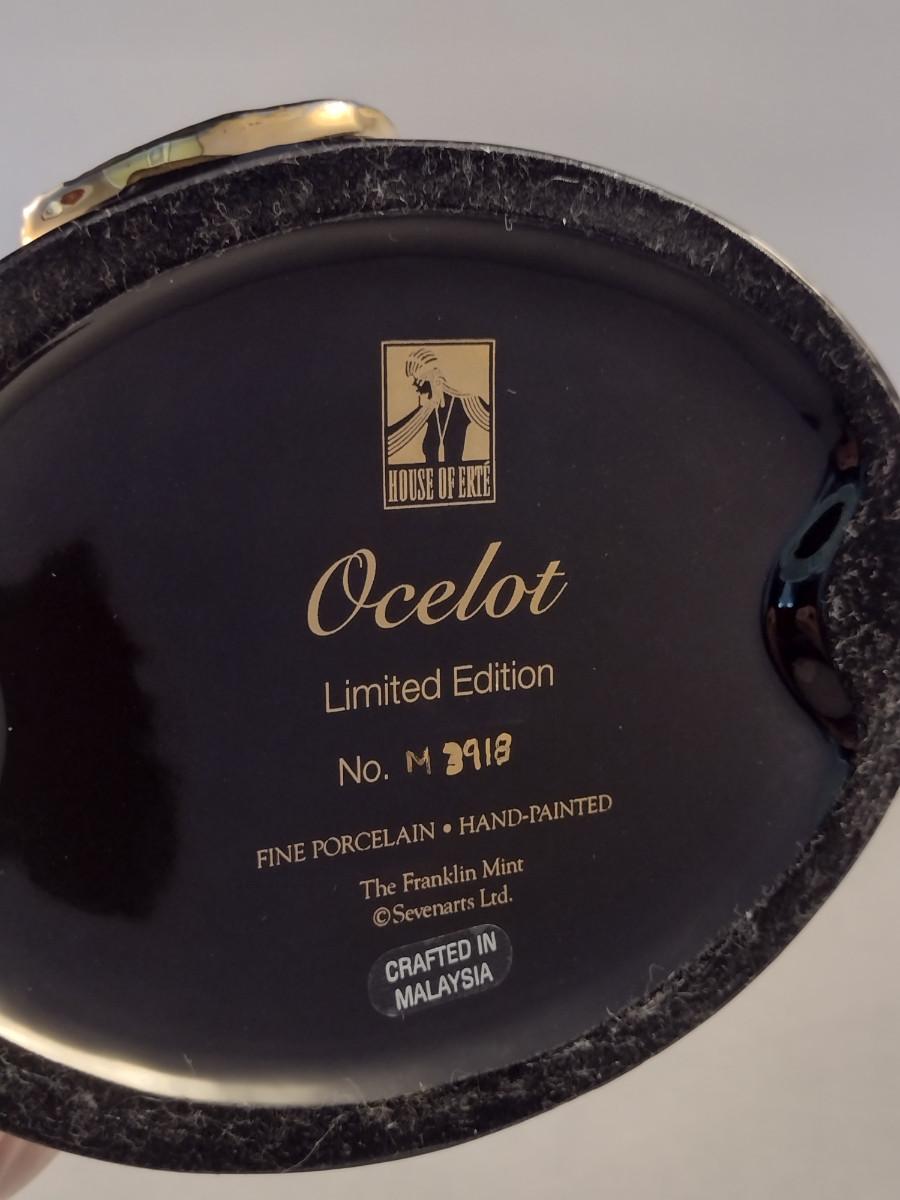 HOUSE OF ERTÉ
Ocelot
Limited Edition
No. M 3918
FINE PORCELAIN • HAND-PAINTED
The Franklin Mint
©Sevenarts Ltd.
CRAFTED IN
MALAYSIA